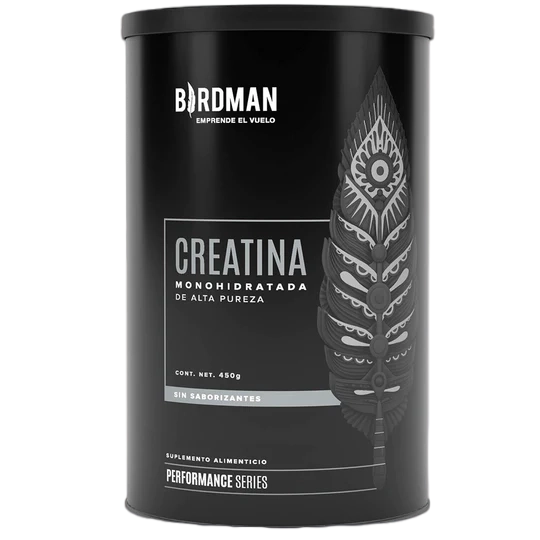 BIRDMAN
EMPRENDE EL VUELO
CREATINA
MONOHIDRATADA
DE ALTA PUREZA
CONT. NET. 450g
SIN SABORIZANTES
SUPLEMENTO ALIMENTICIO
PERFORMANCE SERIES